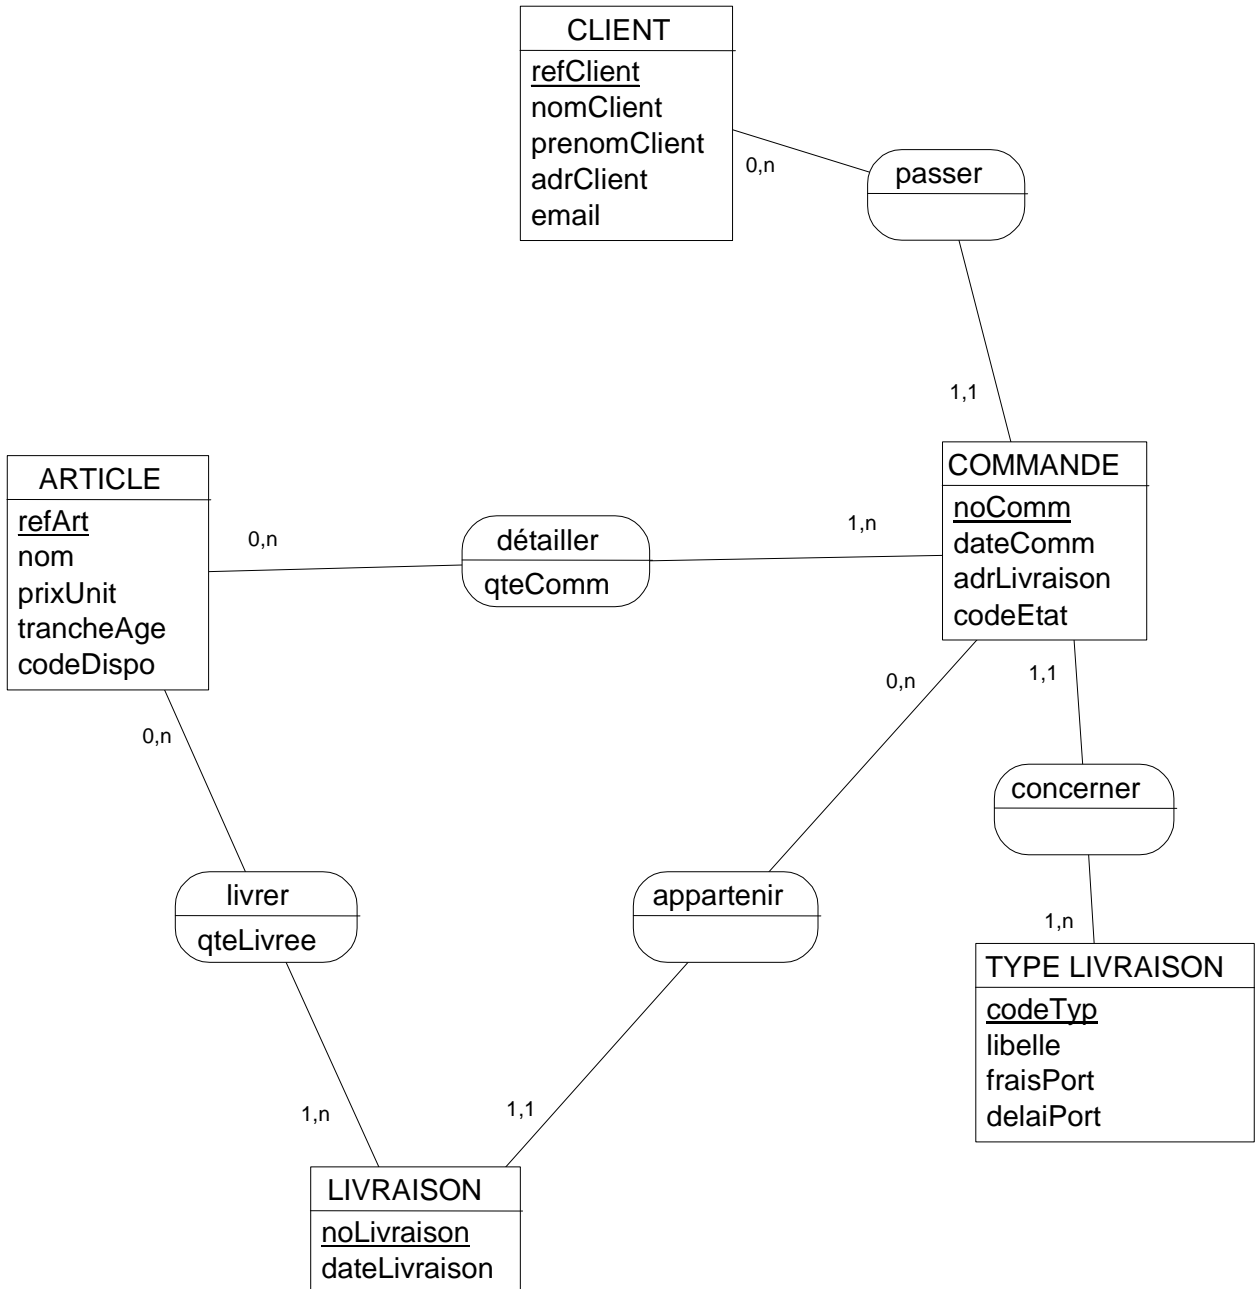 CLIENT
refClient
nomClient
prenomClient
adrClient
email
0,n
passer
1,1
ARTICLE
refArt
nom
prixUnit
trancheAge
codeDispo
0,n
détailler
qteComm
1,n
COMMANDE
noComm
dateComm
adrLivraison
codeEtat
0,n
1,1
0,n
concerner
livrer
qteLivree
appartenir
1,n
TYPE LIVRAISON
codeTyp
libelle
fraisPort
delaiPort
1,n
1,1
LIVRAISON
noLivraison
dateLivraison